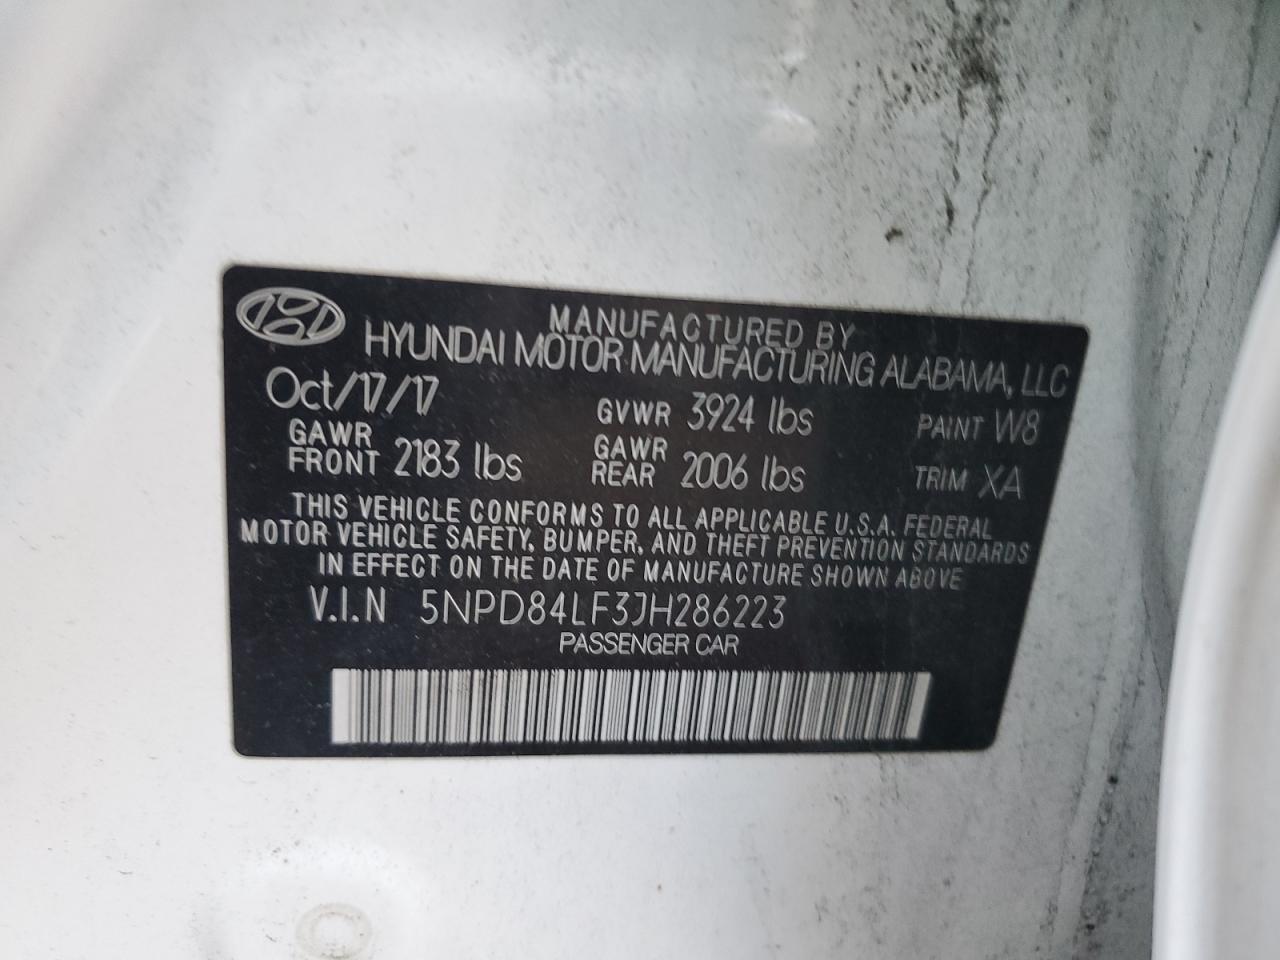 MANUFACTURED BY
HYUNDAI MOTOR MANUFACTURING ALABAMA, LLC
Oct/17/17 GVWR 3924 lbs PAINT W8
GAWR FRONT 2183 lbs GAWR REAR 2006 lbs TRIM XA
THIS VEHICLE CONFORMS TO ALL APPLICABLE U.S.A. FEDERAL
MOTOR VEHICLE SAFETY, BUMPER, AND THEFT PREVENTION STANDARDS
IN EFFECT ON THE DATE OF MANUFACTURE SHOWN ABOVE
V.I.N 5NPD84LF3JH286223
PASSENGER CAR